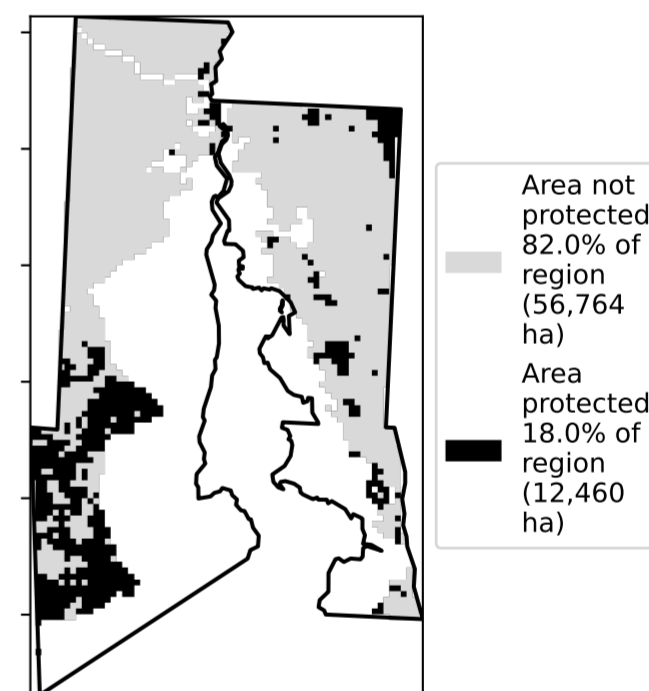 Area not
protected
82.0% of
region
(56,764
ha)
Area
protected
18.0% of
region
(12,460
ha)